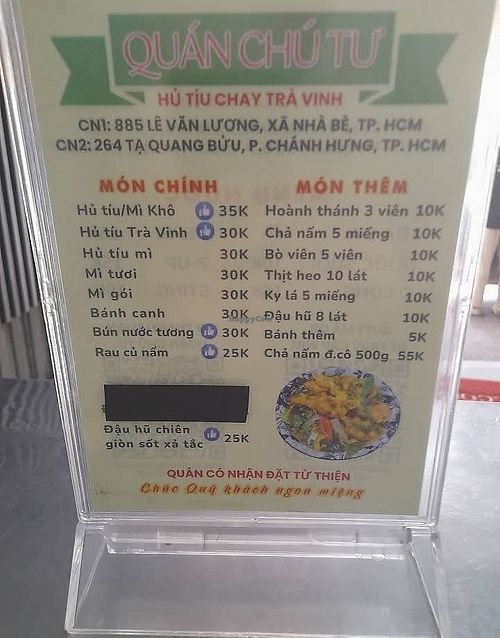 QUÁN CHÚ TƯ
HỦ TÍU CHAY TRÀ VINH
CN1: 885 LÊ VĂN LƯƠNG, XÃ NHÀ BÈ, TP. HCM
CN2: 264 TẠ QUANG BỬU, P. CHÁNH HƯNG, TP. HCM
MÓN CHÍNH
Hủ tíu/Mì Khô 35K
Hủ tíu Trà Vinh 30K
Hủ tíu mì 30K
Mì tươi 30K
Mì gói 30K
Bánh canh 30K
Bún nước tương 30K
Rau củ nấm 25K
Đậu hũ chiên
giòn sốt xả tắc 25K
MÓN THÊM
Hoành thánh 3 viên 10K
Chả nấm 5 miếng 10K
Bò viên 5 viên 10K
Thịt heo 10 lát 10K
Ky lá 5 miếng 10K
Đậu hũ 8 lát 10K
Bánh thêm 5K
Chả nấm đ.cô 500g 55K
QUÁN CÓ NHẬN ĐẶT TỪ THIỆN
Chúc Quý khách ngon miệng
HappyCow